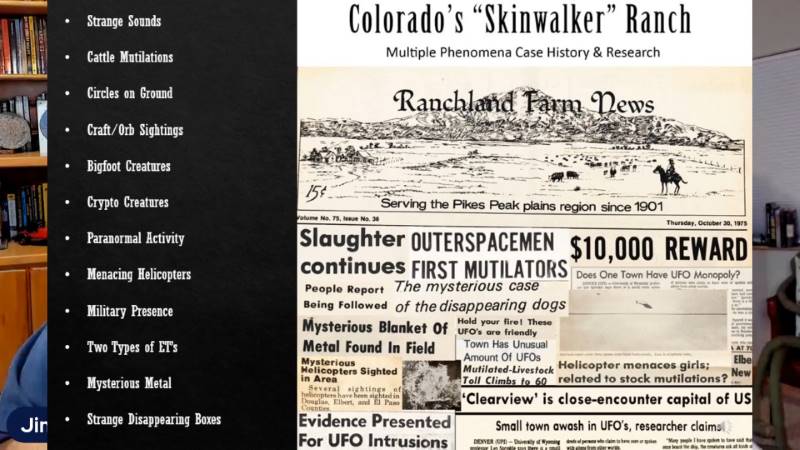 Strange Sounds
Cattle Mutilations
Circles on Ground
Craft/Orb Sightings
Bigfoot Creatures
Crypto Creatures
Paranormal Activity
Menacing Helicopters
Military Presence
Two Types of ET's
Mysterious Metal
Strange Disappearing Boxes
Colorado's "Skinwalker" Ranch
Multiple Phenomena Case History & Research
Ranchland Farm News
15¢
Serving the Pikes Peak plains region since 1901
Volume No. 75, Issue No. 36
Thursday, October 30, 1975
Slaughter
continues
OUTERSPACEMEN
FIRST MUTILATORS
$10,000 REWARD
Does One Town Have UFO Monopoly?
People Report
Being Followed
The mysterious case
of the disappearing dogs
Mysterious Blanket Of
Metal Found In Field
Hold your fire! These
UFO's are friendly
Town Has Unusual
Amount Of UFOs
Mutilated-Livestock
Toll Climbs to 60
Mysterious
Helicopters Sighted
in Area
Several sightings of
helicopters have been sighted in
Douglas, Elbert, and El Paso
Counties.
Helicopter menaces girls;
related to stock mutilations?
Elbe
New
'Clearview' is close-encounter capital of US
Evidence Presented
For UFO Intrusions
Small town awash in UFO's, researcher claims
DENVER (UPI) — University of Wyoming
Jim